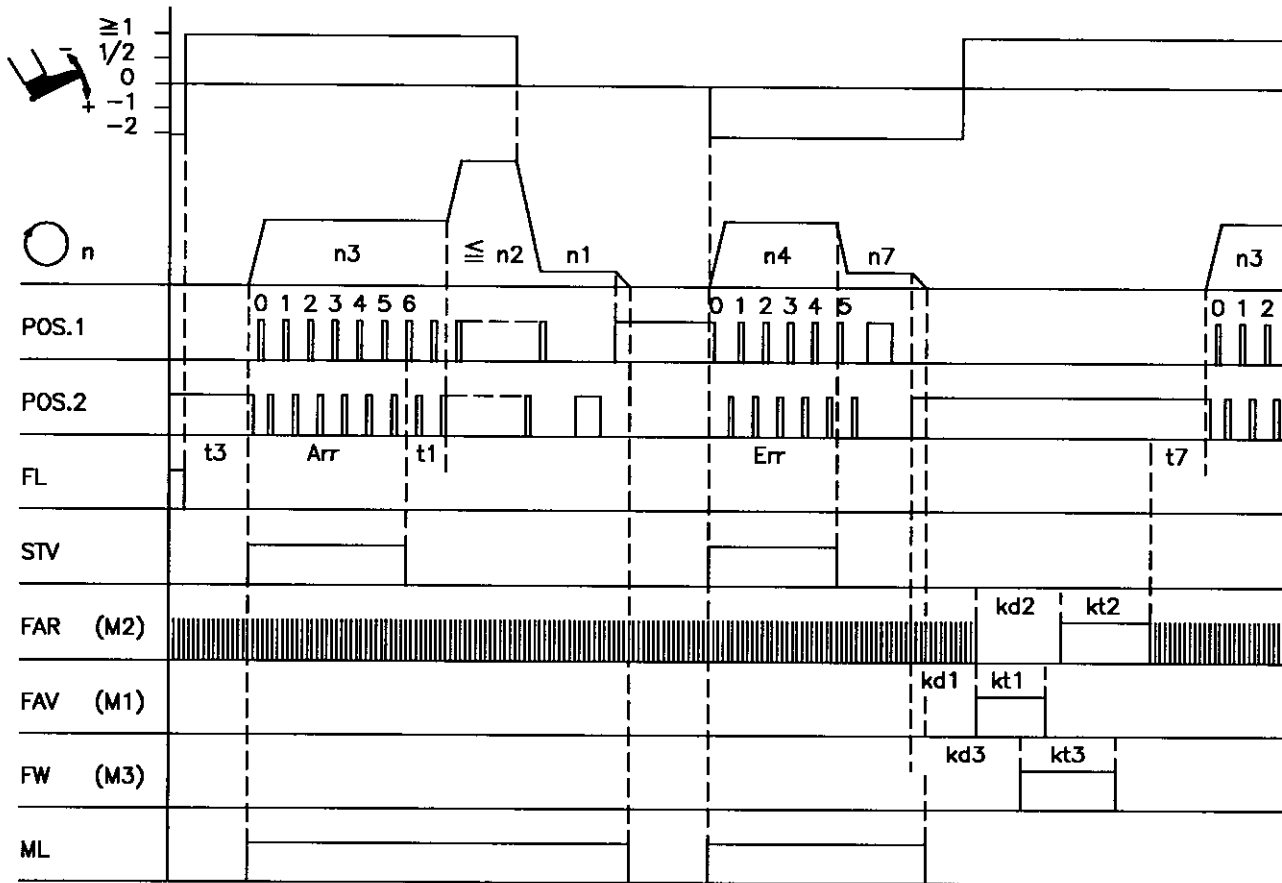 ≧1
1/2
0
-1
-2
-
+
n
n3
≦ n2
n1
n4
n7
n3
0 1 2 3 4 5 6
0 1 2 3 4 5
0 1 2
POS.1
POS.2
t3
Arr
t1
Err
t7
FL
STV
FAR (M2)
kd2
kt2
FAV (M1)
kd1
kt1
FW (M3)
kd3
kt3
ML